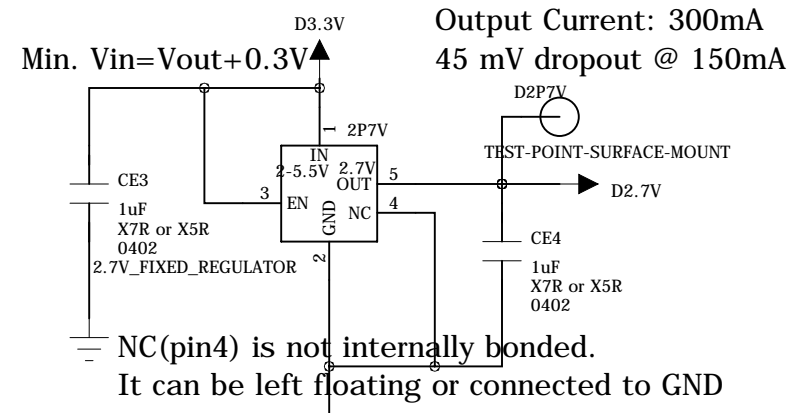 D3.3V
Output Current: 300mA
Min. Vin=Vout+0.3V
45 mV dropout @ 150mA
D2P7V
1
2P7V
TEST-POINT-SURFACE-MOUNT
IN
2-5.5V
2.7V
OUT
5
D2.7V
CE3
1uF
X7R or X5R
0402
3
EN
NC
4
GND
2
CE4
1uF
X7R or X5R
0402
2.7V_FIXED_REGULATOR
NC(pin4) is not internally bonded.
It can be left floating or connected to GND